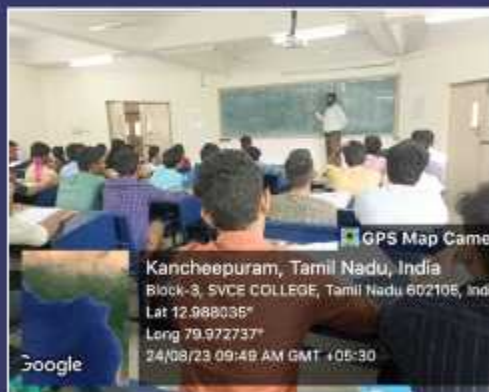 GPS Map Came
Kancheepuram, Tamil Nadu, India
Block-3, SVCE COLLEGE, Tamil Nadu 602105, Indi
Lat 12.988035°
Long 79.972737°
24/08/23 09:49 AM GMT +05:30
Google